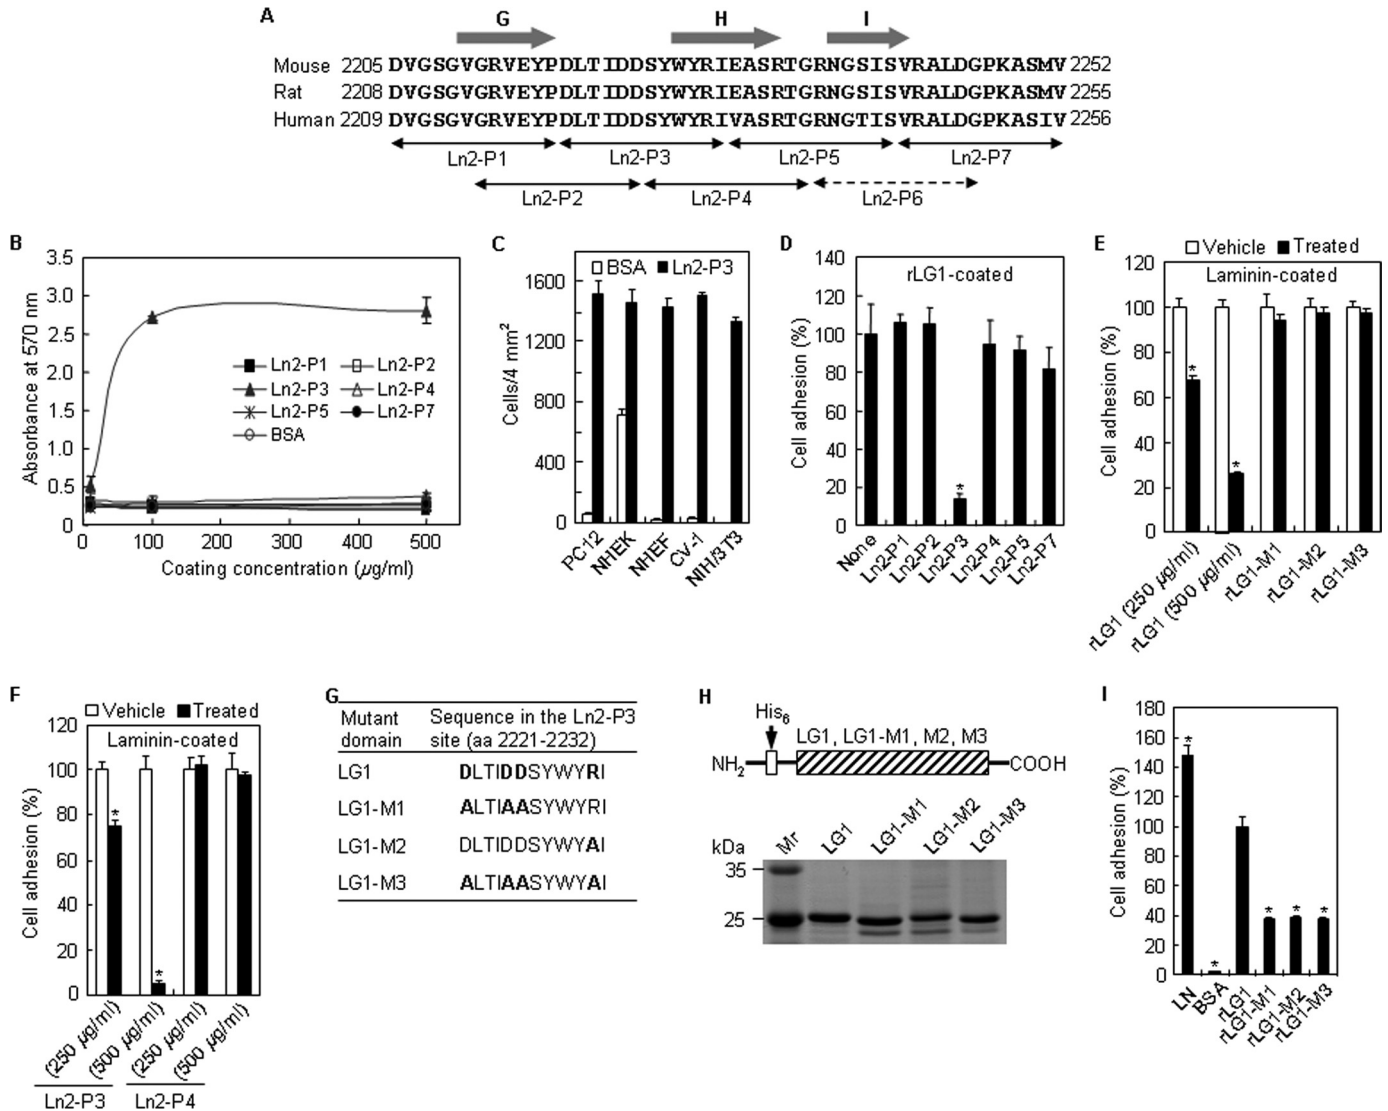 A
G H I
Mouse 2205 DVGSGVGRVEYPDLTIDDSYWYRIEASRTGRNGSISVRALDGPKASMV 2252
Rat 2208 DVGSGVGRVEYPDLTIDDSYWYRIEASRTGRNGSISVRALDGPKASMV 2255
Human 2209 DVGSGVGRVEYPDLTIDDSYWYRIVASRTGRNGTISVRALDGPKASIV 2256
Ln2-P1 Ln2-P3 Ln2-P5 Ln2-P7
Ln2-P2 Ln2-P4 Ln2-P6
B
Absorbance at 570 nm
3.5
3.0
2.5
2.0
1.5
1.0
0.5
0
Ln2-P1 Ln2-P2
Ln2-P3 Ln2-P4
Ln2-P5 Ln2-P7
BSA
0 100 200 300 400 500
Coating concentration (µg/ml)
C
BSA Ln2-P3
Cells/4 mm2
1600
1200
800
400
0
PC12 NHEK NHEF CV-1 NIH/3T3
D
rLG1-coated
Cell adhesion (%)
140
120
100
80
60
40
20
0
*
None Ln2-P1 Ln2-P2 Ln2-P3 Ln2-P4 Ln2-P5 Ln2-P7
E
Vehicle Treated
Laminin-coated
Cell adhesion (%)
120
100
80
60
40
20
0
* *
rLG1 (250 µg/ml) rLG1 (500 µg/ml) rLG1-M1 rLG1-M2 rLG1-M3
F
Vehicle Treated
Laminin-coated
Cell adhesion (%)
120
100
80
60
40
20
0
* *
(250 µg/ml) (500 µg/ml) (250 µg/ml) (500 µg/ml)
Ln2-P3 Ln2-P4
G
Mutant domain Sequence in the Ln2-P3 site (aa 2221-2232)
LG1 DLTIDDSYWYRI
LG1-M1 ALTIAASYWYRI
LG1-M2 DLTIDDSYWYAI
LG1-M3 ALTIAASYWYAI
H
His6
LG1, LG1-M1, M2, M3
NH2 COOH
kDa Mr LG1 LG1-M1 LG1-M2 LG1-M3
35
25
I
Cell adhesion (%)
180
160
140
120
100
80
60
40
20
0
* * * * *
LN BSA rLG1 rLG1-M1 rLG1-M2 rLG1-M3